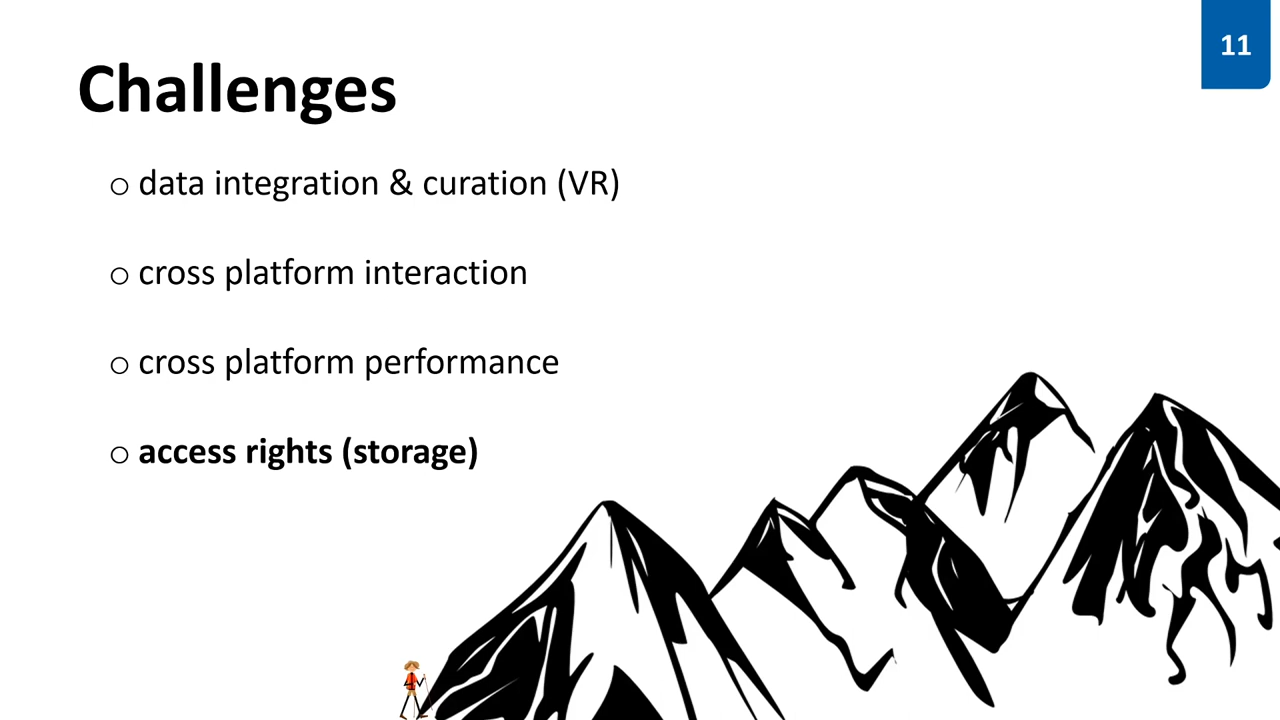 11
Challenges
o data integration & curation (VR)
o cross platform interaction
o cross platform performance
o access rights (storage)